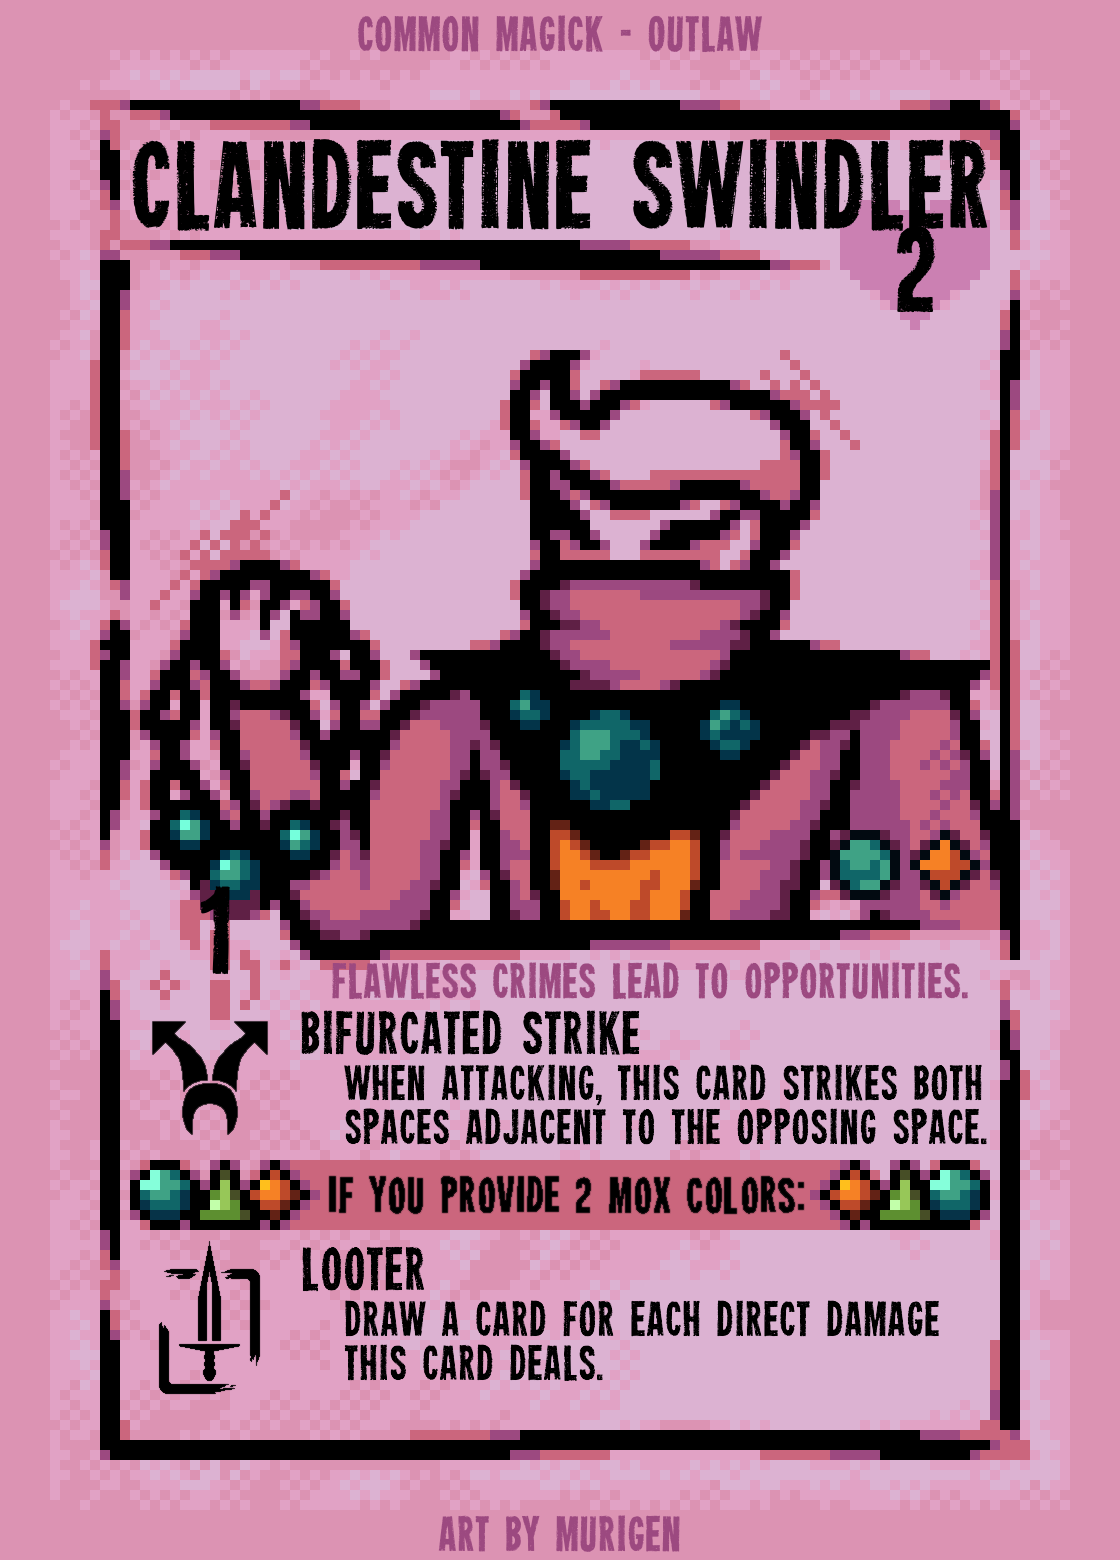 COMMON MAGICK - OUTLAW
CLANDESTINE SWINDLER
2
1
FLAWLESS CRIMES LEAD TO OPPORTUNITIES.
BIFURCATED STRIKE
WHEN ATTACKING, THIS CARD STRIKES BOTH
SPACES ADJACENT TO THE OPPOSING SPACE.
IF YOU PROVIDE 2 MOX COLORS:
LOOTER
DRAW A CARD FOR EACH DIRECT DAMAGE
THIS CARD DEALS.
ART BY MURIGEN